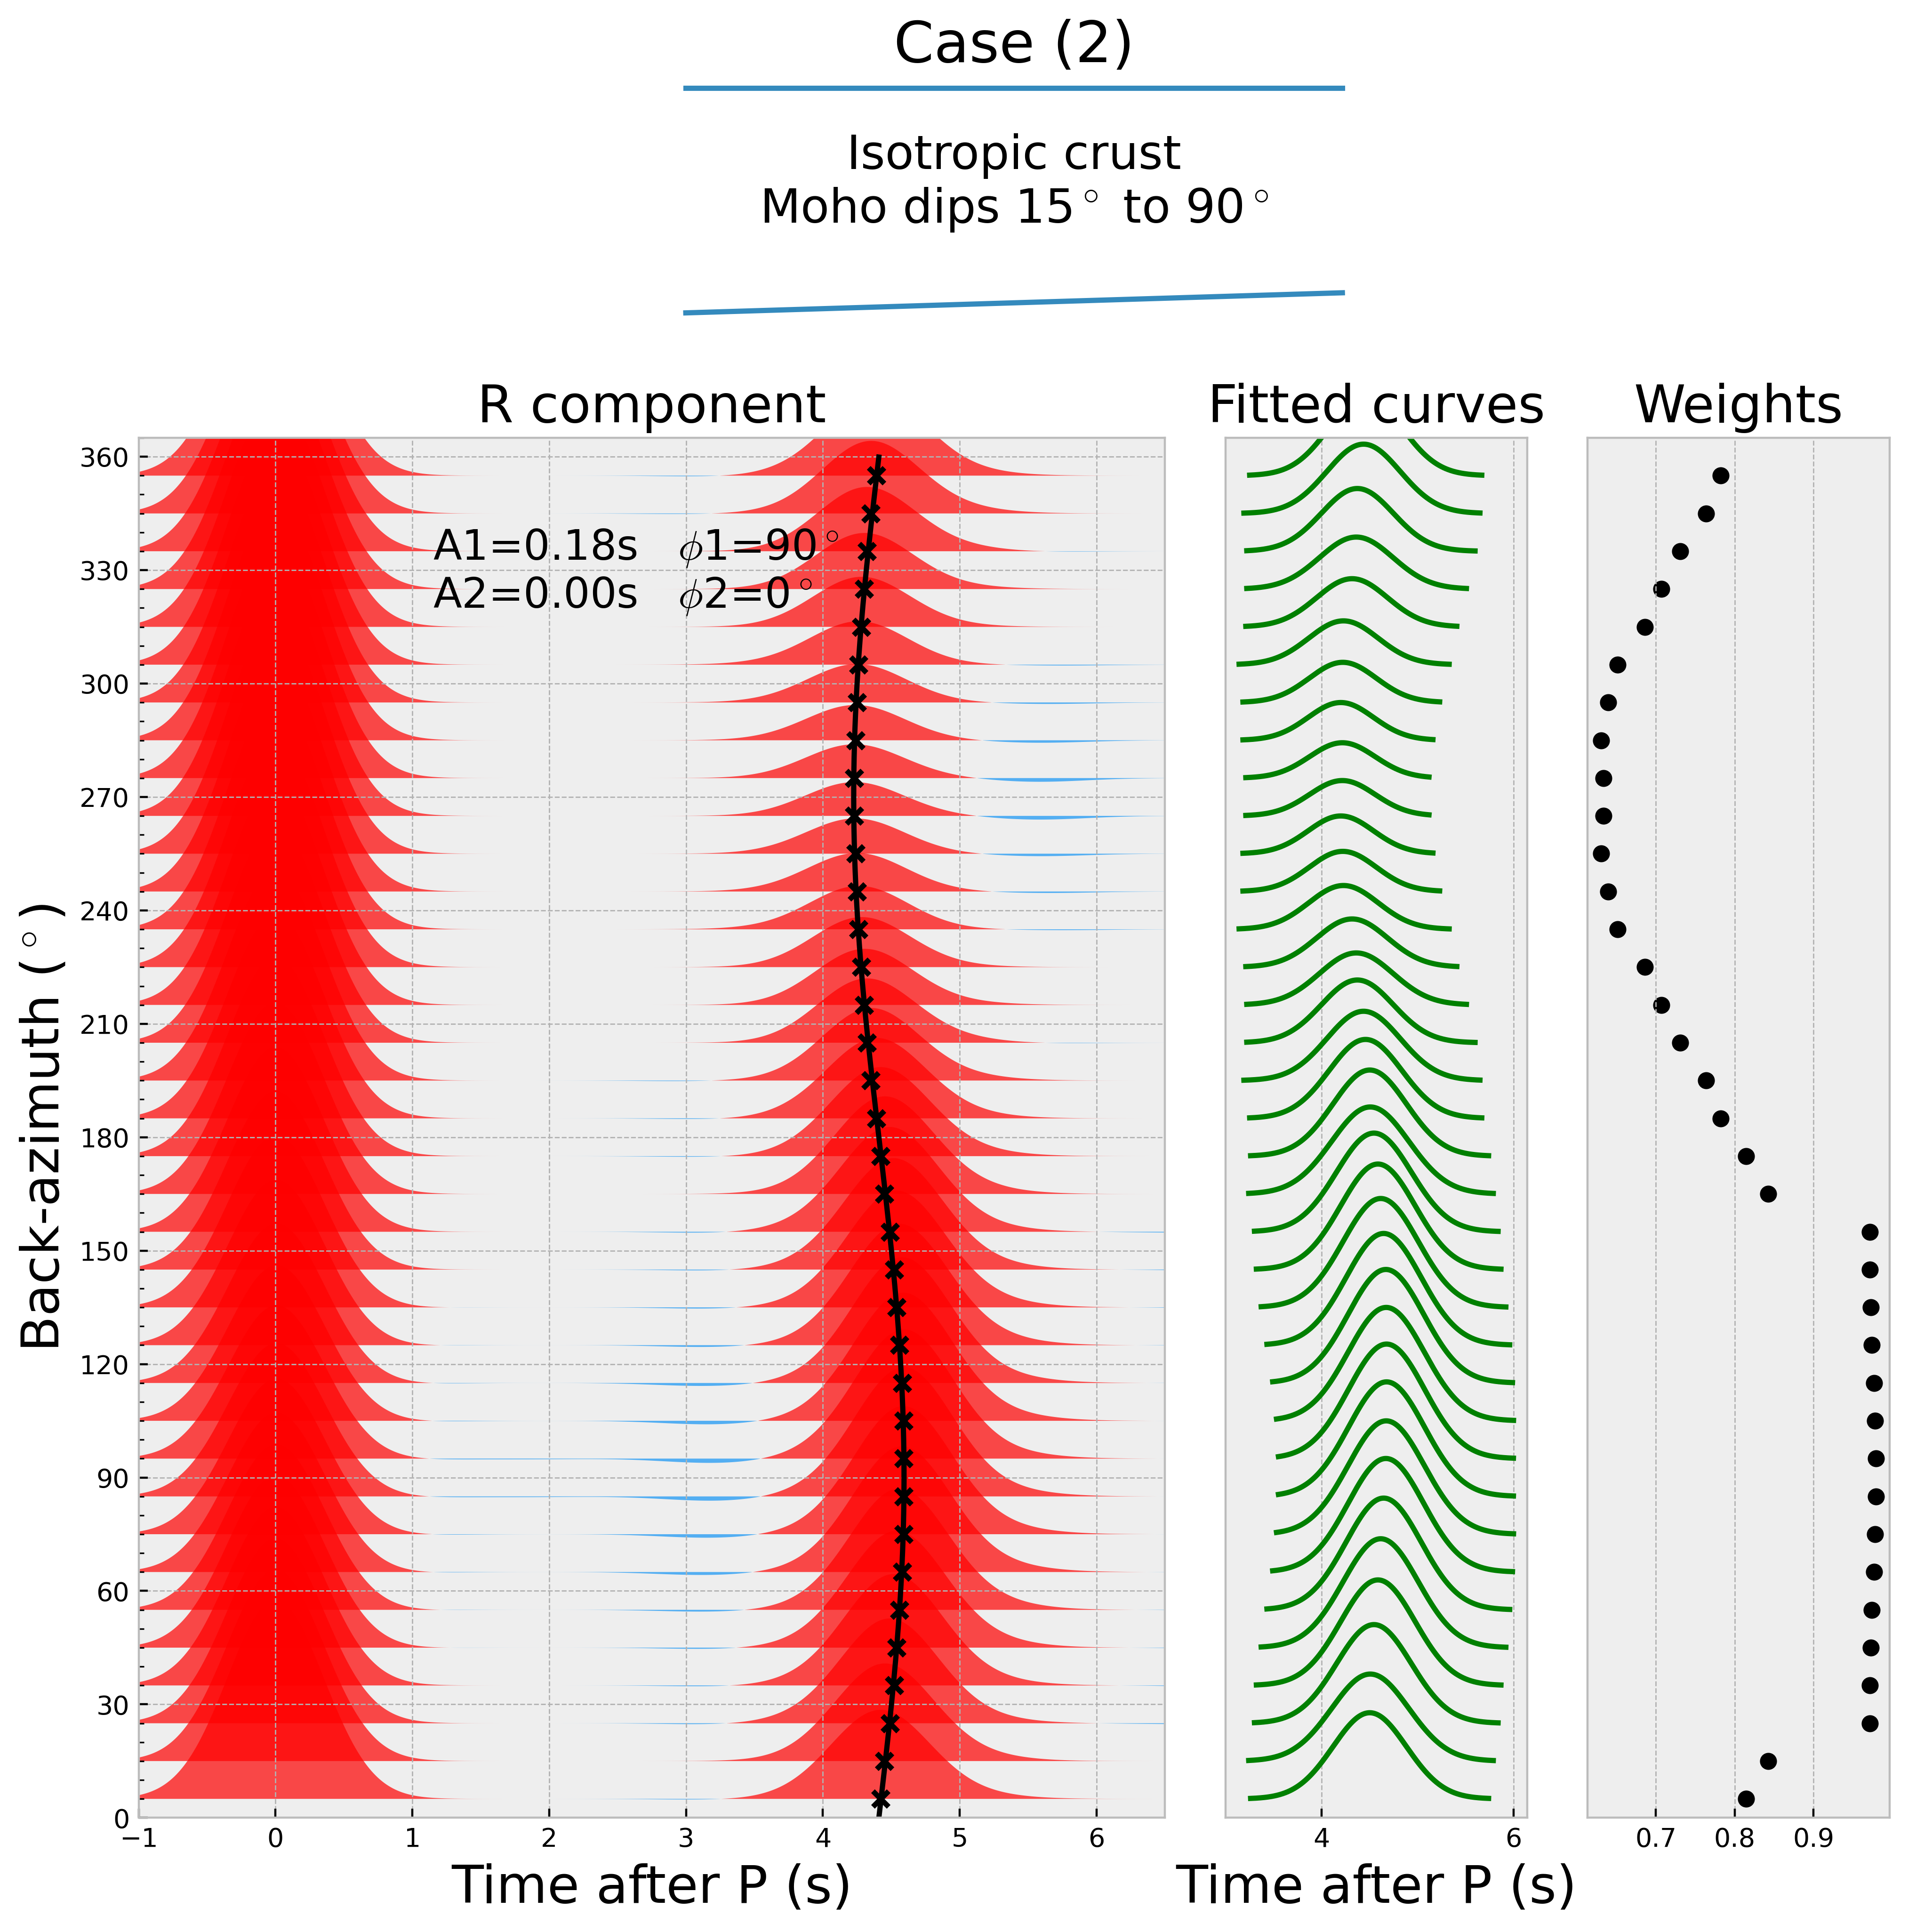 Case (2)
Isotropic crust
Moho dips 15° to 90°
R component
Fitted curves
Weights
A1=0.18s ϕ1=90°
A2=0.00s ϕ2=0°
Back-azimuth (°)
360
330
300
270
240
210
180
150
120
90
60
30
0
−1 0 1 2 3 4 5 6
4 6
0.7 0.8 0.9
Time after P (s)
Time after P (s)